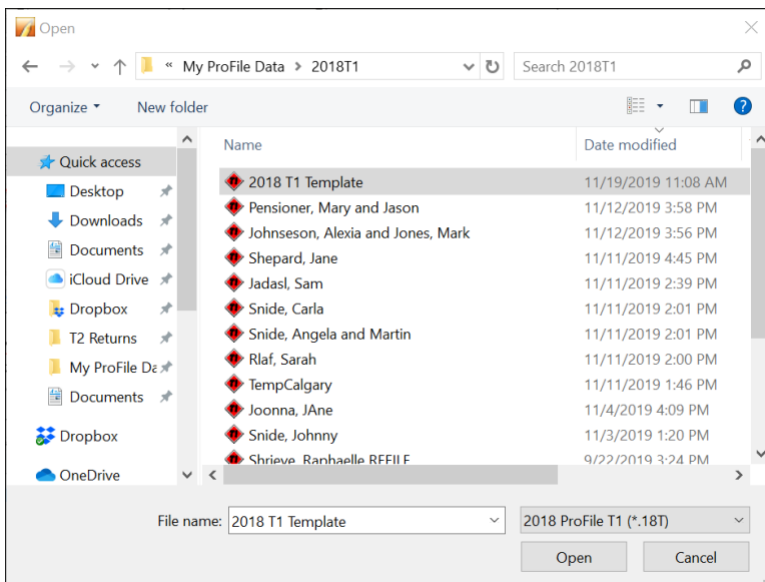 Open
« My ProFile Data > 2018T1
Search 2018T1
Organize
New folder
Name
Date modified
Quick access
Desktop
Downloads
Documents
iCloud Drive
Dropbox
T2 Returns
My ProFile Da
Documents
Dropbox
OneDrive
2018 T1 Template 11/19/2019 11:08 AM
Pensioner, Mary and Jason 11/12/2019 3:58 PM
Johnseson, Alexia and Jones, Mark 11/12/2019 3:56 PM
Shepard, Jane 11/11/2019 4:45 PM
Jadasl, Sam 11/11/2019 2:39 PM
Snide, Carla 11/11/2019 2:01 PM
Snide, Angela and Martin 11/11/2019 2:01 PM
Rlaf, Sarah 11/11/2019 2:00 PM
TempCalgary 11/11/2019 1:46 PM
Joonna, JAne 11/4/2019 4:09 PM
Snide, Johnny 11/3/2019 1:20 PM
Shrieve, Raphaelle REFILE 9/22/2019 3:24 PM
File name: 2018 T1 Template
2018 ProFile T1 (*.18T)
Open
Cancel